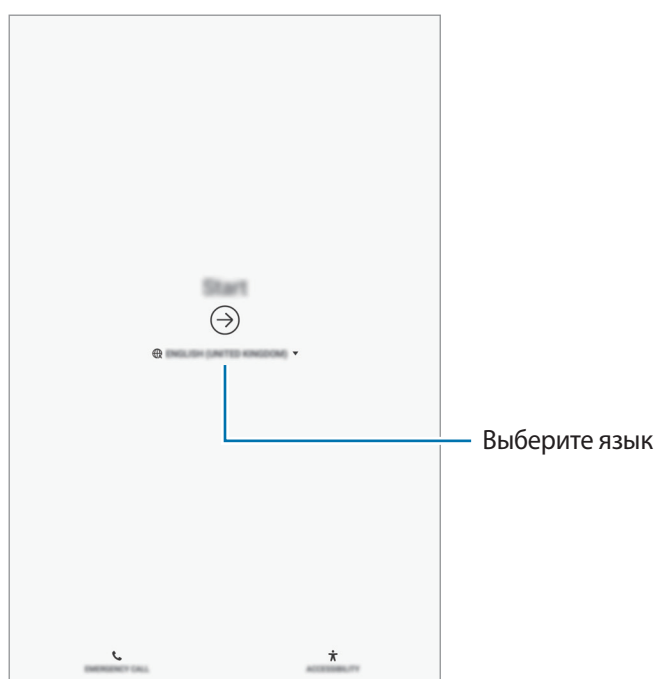 Start
ENGLISH (UNITED KINGDOM)
Выберите язык
EMERGENCY CALL
ACCESSIBILITY